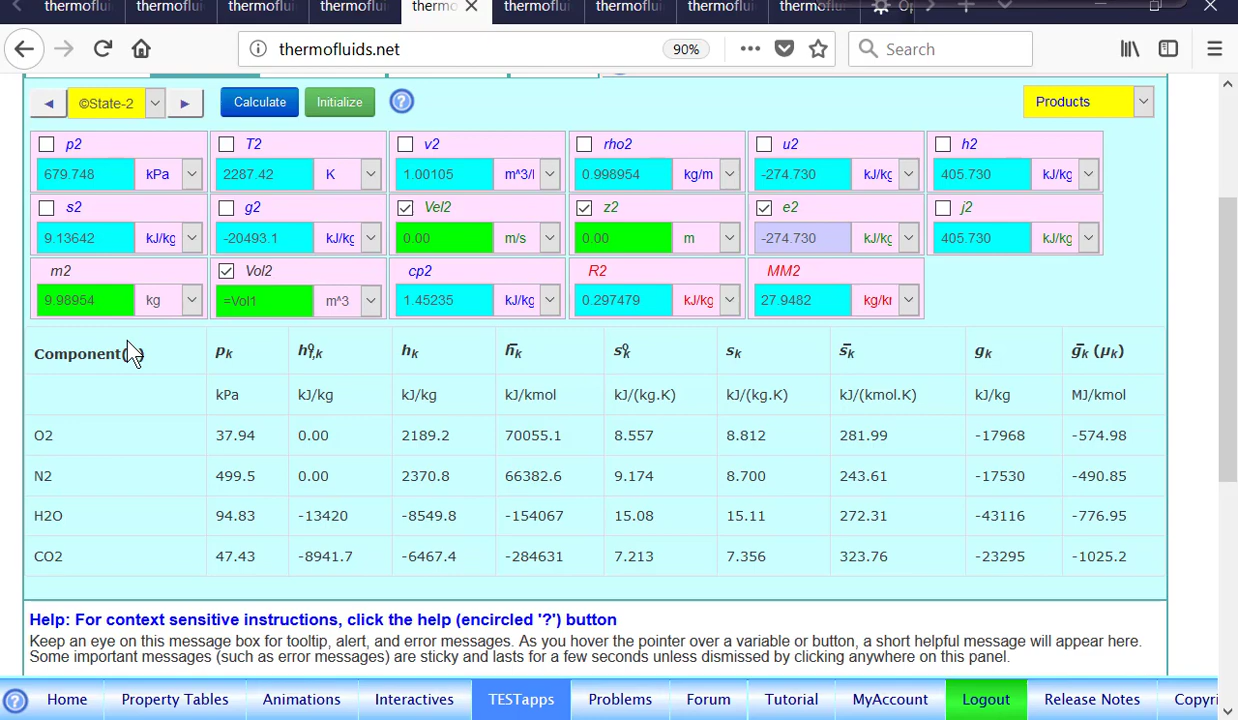 thermoflui thermoflui thermoflui thermoflui thermo thermoflui thermoflui thermoflui thermoflui
thermofluids.net 90% Search
©State-2 Calculate Initialize ? Products
p2 T2 v2 rho2 u2 h2
679.748 kPa 2287.42 K 1.00105 m^3/ 0.998954 kg/m -274.730 kJ/kg 405.730 kJ/kg
s2 g2 Vel2 z2 e2 j2
9.13642 kJ/kg -20493.1 kJ/kg 0.00 m/s 0.00 m -274.730 kJ/kg 405.730 kJ/kg
m2 Vol2 cp2 R2 MM2
9.98954 kg =Vol1 m^3 1.45235 kJ/kg 0.297479 kJ/kg 27.9482 kg/kr
Component( ) pk h⁰f,k hk h̄k s⁰k sk s̄k gk ḡk (μk)
kPa kJ/kg kJ/kg kJ/kmol kJ/(kg.K) kJ/(kg.K) kJ/(kmol.K) kJ/kg MJ/kmol
O2 37.94 0.00 2189.2 70055.1 8.557 8.812 281.99 -17968 -574.98
N2 499.5 0.00 2370.8 66382.6 9.174 8.700 243.61 -17530 -490.85
H2O 94.83 -13420 -8549.8 -154067 15.08 15.11 272.31 -43116 -776.95
CO2 47.43 -8941.7 -6467.4 -284631 7.213 7.356 323.76 -23295 -1025.2
Help: For context sensitive instructions, click the help (encircled '?') button
Keep an eye on this message box for tooltip, alert, and error messages. As you hover the pointer over a variable or button, a short helpful message will appear here.
Some important messages (such as error messages) are sticky and lasts for a few seconds unless dismissed by clicking anywhere on this panel.
? Home Property Tables Animations Interactives TESTapps Problems Forum Tutorial MyAccount Logout Release Notes Copyri